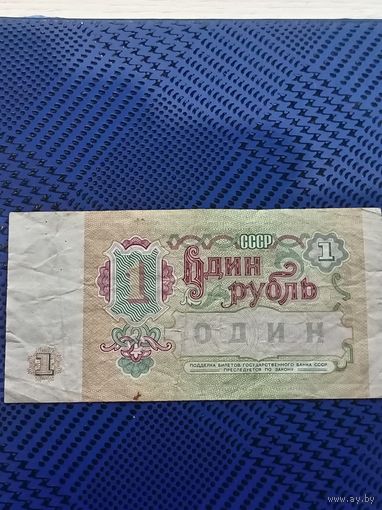 СССР
1
1
Один
рубль
ОДИН
1
ПОДДЕЛКА БИЛЕТОВ ГОСУДАРСТВЕННОГО БАНКА СССР
ПРЕСЛЕДУЕТСЯ ПО ЗАКОНУ
www.ay.by